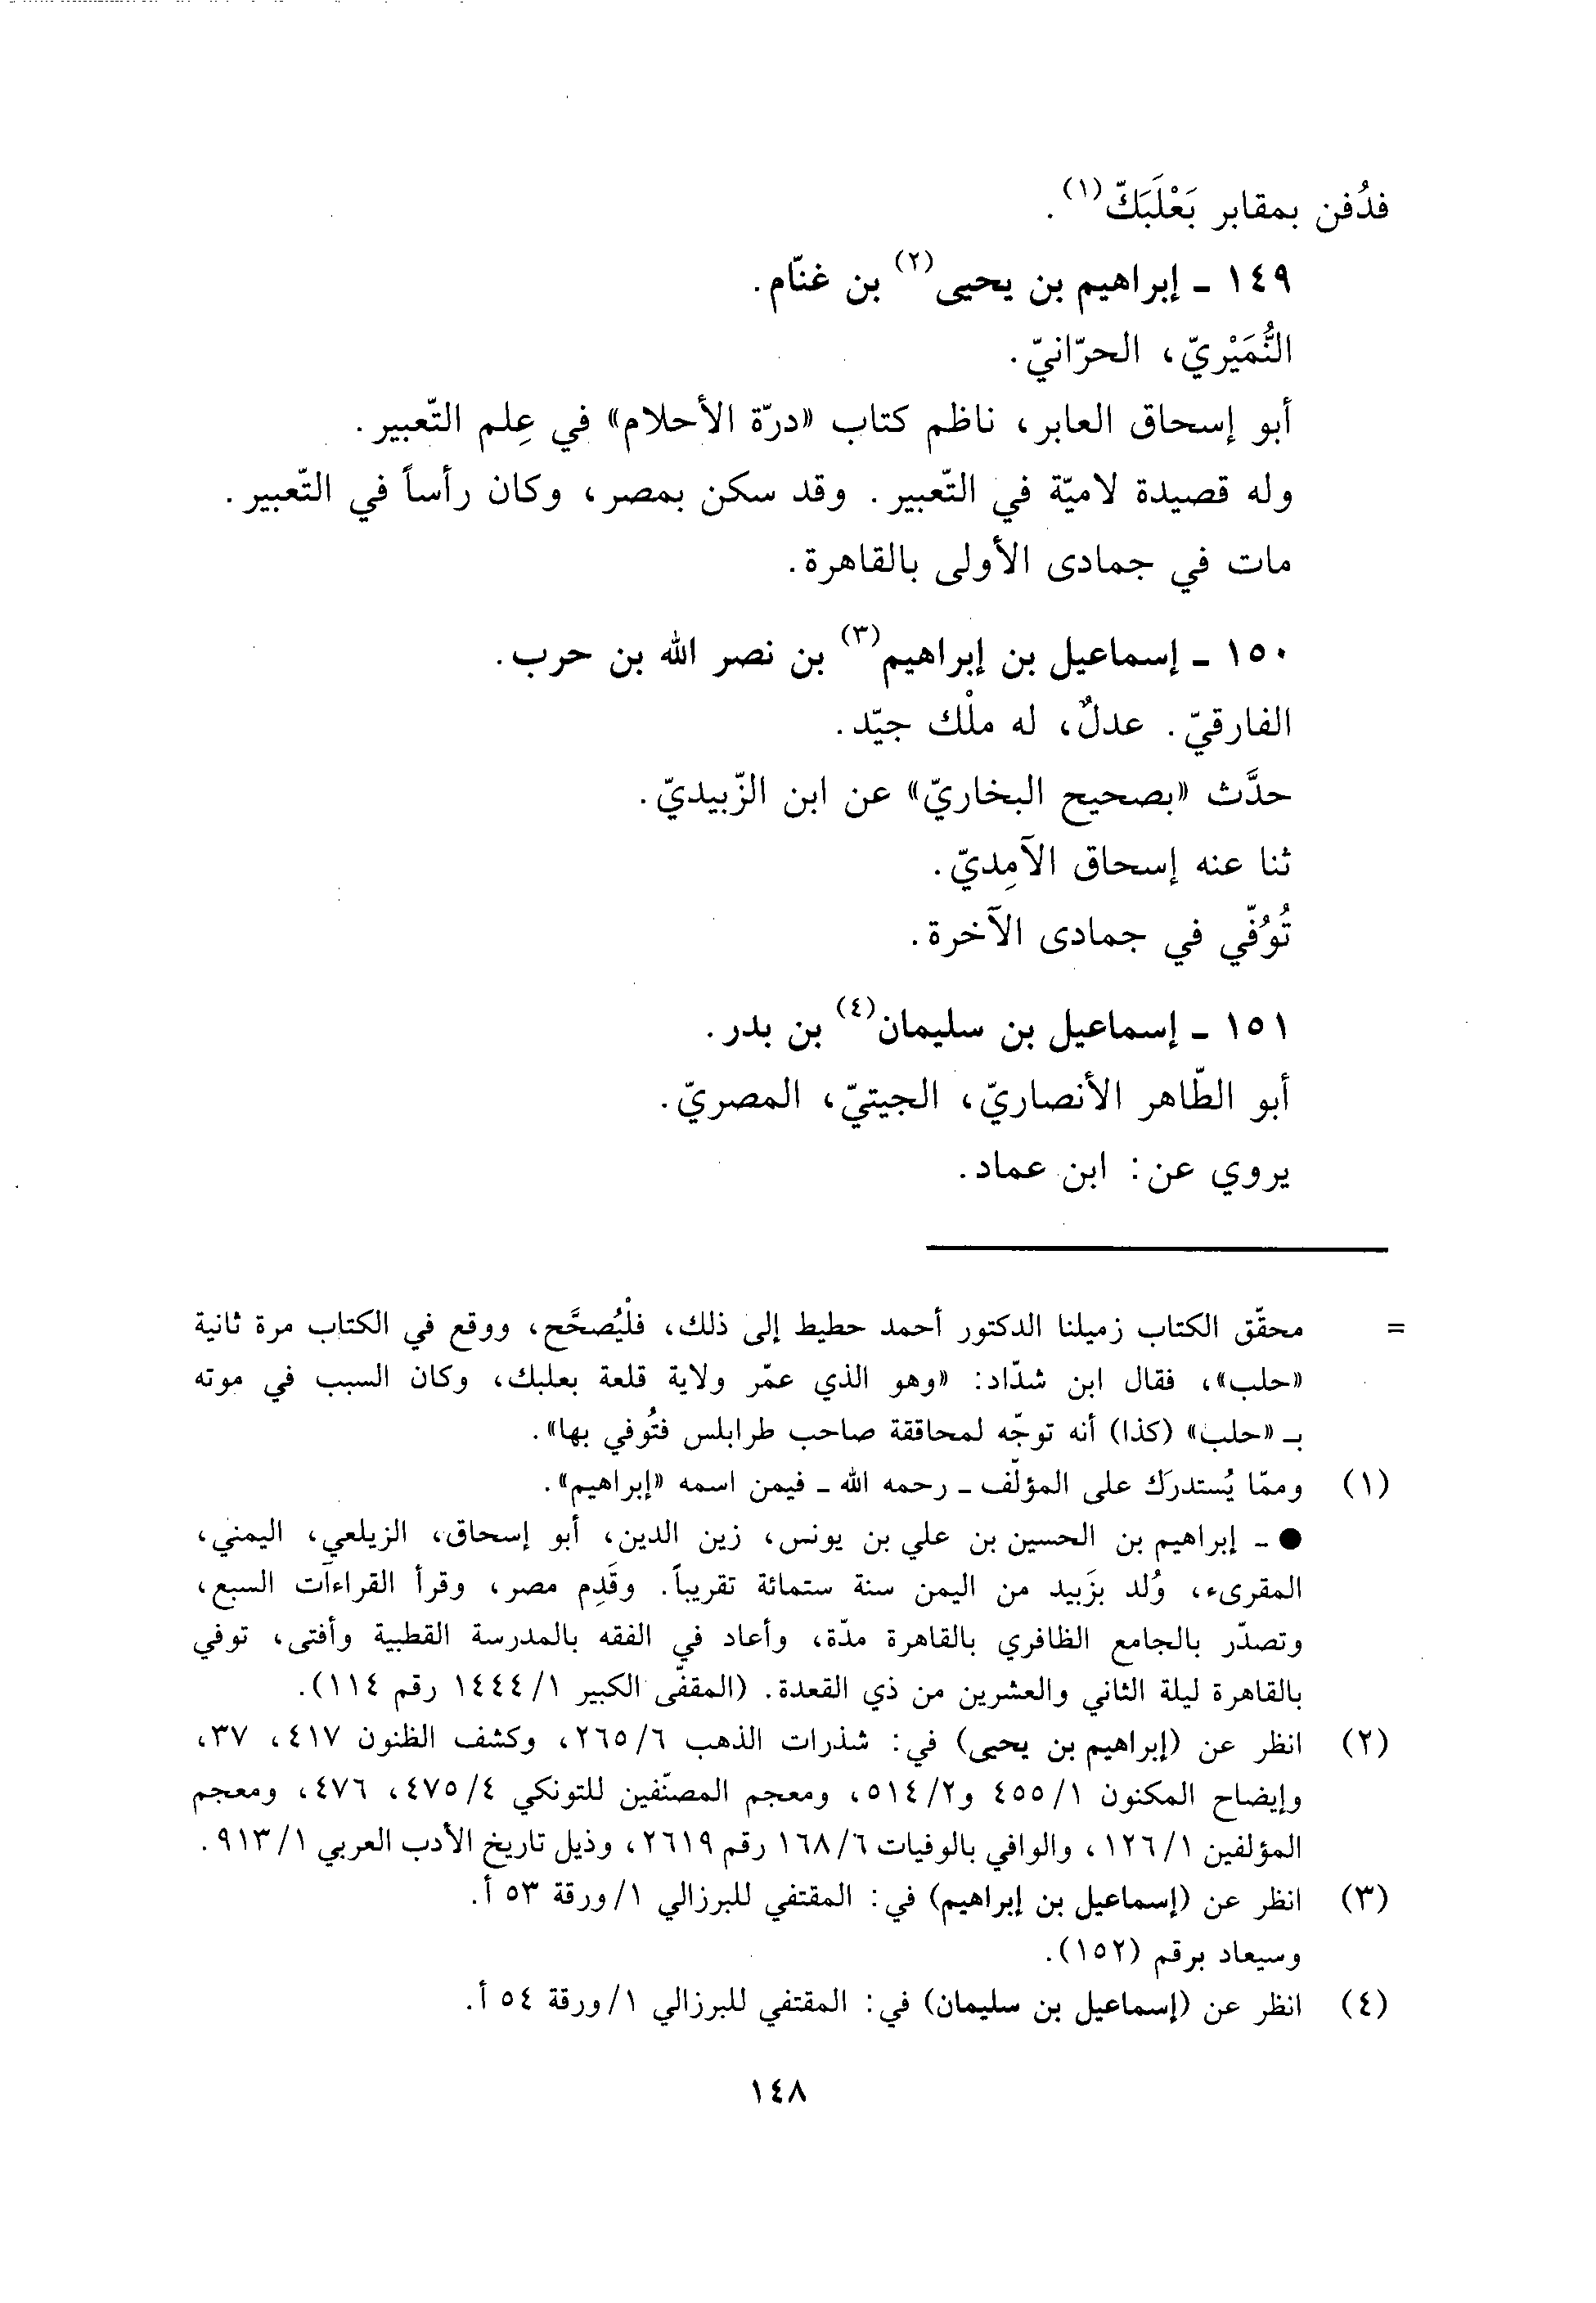 فدُفن بمقابر بَعْلَبَكّ(١).
١٤٩ ـ إبراهيم بن يحيى(٢) بن غنّام.
النُّمَيْريّ، الحرّانيّ.
أبو إسحاق العابر، ناظم كتاب «درّة الأحلام» في عِلم التّعبير.
وله قصيدة لاميّة في التّعبير. وقد سكن بمصر، وكان رأساً في التّعبير.
مات في جمادى الأولى بالقاهرة.
١٥٠ ـ إسماعيل بن إبراهيم(٣) بن نصر الله بن حرب.
الفارقيّ. عدلٌ، له ملْك جيّد.
حدَّث «بصحيح البخاريّ» عن ابن الزّبيديّ.
ثنا عنه إسحاق الآمِديّ.
تُوُفّي في جمادى الآخرة.
١٥١ ـ إسماعيل بن سليمان(٤) بن بدر.
أبو الطّاهر الأنصاريّ، الجيتيّ، المصريّ.
يروي عن: ابن عماد.
= محقّق الكتاب زميلنا الدكتور أحمد حطيط إلى ذلك، فلْيُصحَّح، ووقع في الكتاب مرة ثانية
«حلب»، فقال ابن شدّاد: «وهو الذي عمّر ولاية قلعة بعلبك، وكان السبب في موته
بـ «حلب» (كذا) أنه توجّه لمحاققة صاحب طرابلس فتُوفي بها».
(١) وممّا يُستدرَك على المؤلّف ـ رحمه الله ـ فيمن اسمه «إبراهيم».
● ـ إبراهيم بن الحسين بن علي بن يونس، زين الدين، أبو إسحاق، الزيلعي، اليمني،
المقرىء، وُلد بزَبيد من اليمن سنة ستمائة تقريباً. وقَدِم مصر، وقرأ القراءآت السبع،
وتصدّر بالجامع الظافري بالقاهرة مدّة، وأعاد في الفقه بالمدرسة القطبية وأفتى، توفي
بالقاهرة ليلة الثاني والعشرين من ذي القعدة. (المقفّى الكبير ١/١٤٤٤ رقم ١١٤).
(٢) انظر عن (إبراهيم بن يحيى) في: شذرات الذهب ٦/٢٦٥، وكشف الظنون ٤١٧، ٣٧،
وإيضاح المكنون ١/٤٥٥ و٢/٥١٤، ومعجم المصنّفين للتونكي ٤/٤٧٥، ٤٧٦، ومعجم
المؤلفين ١/١٢٦، والوافي بالوفيات ٦/١٦٨ رقم ٢٦١٩، وذيل تاريخ الأدب العربي ١/٩١٣.
(٣) انظر عن (إسماعيل بن إبراهيم) في: المقتفي للبرزالي ١/ورقة ٥٣ أ.
وسيعاد برقم (١٥٢).
(٤) انظر عن (إسماعيل بن سليمان) في: المقتفي للبرزالي ١/ورقة ٥٤ أ.
١٤٨